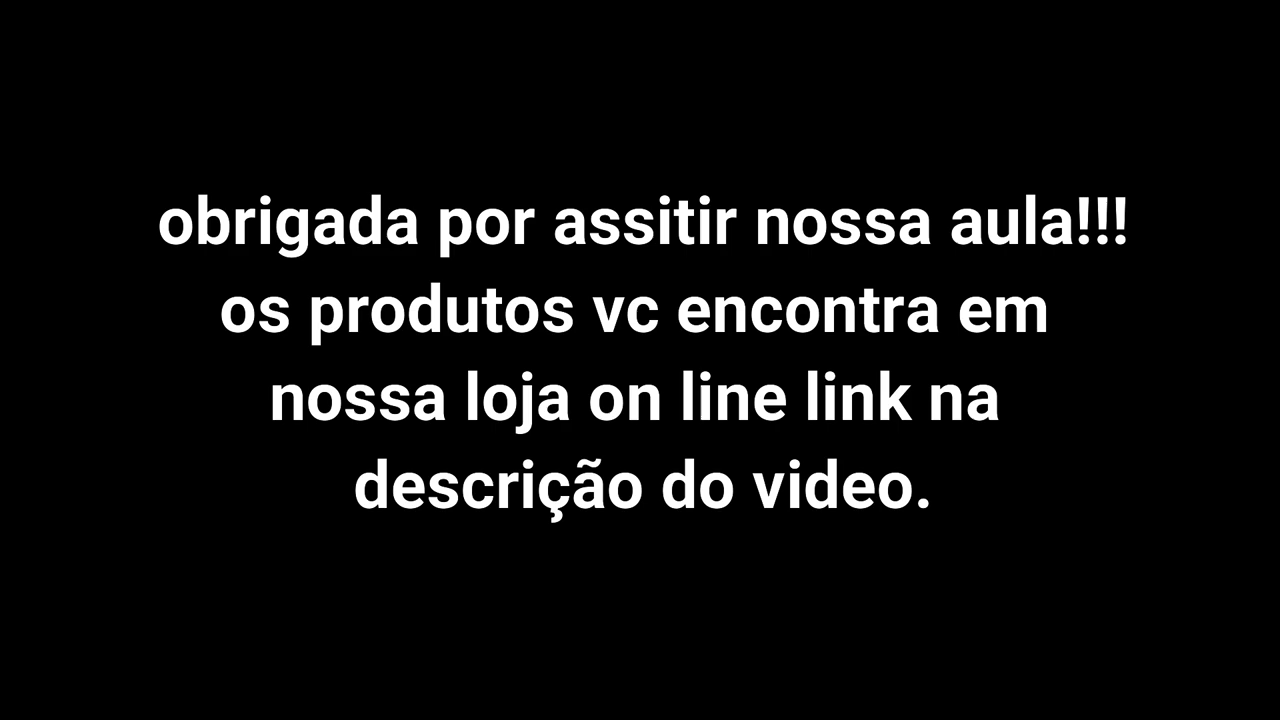 obrigada por assitir nossa aula!!!
os produtos vc encontra em
nossa loja on line link na
descrição do video.